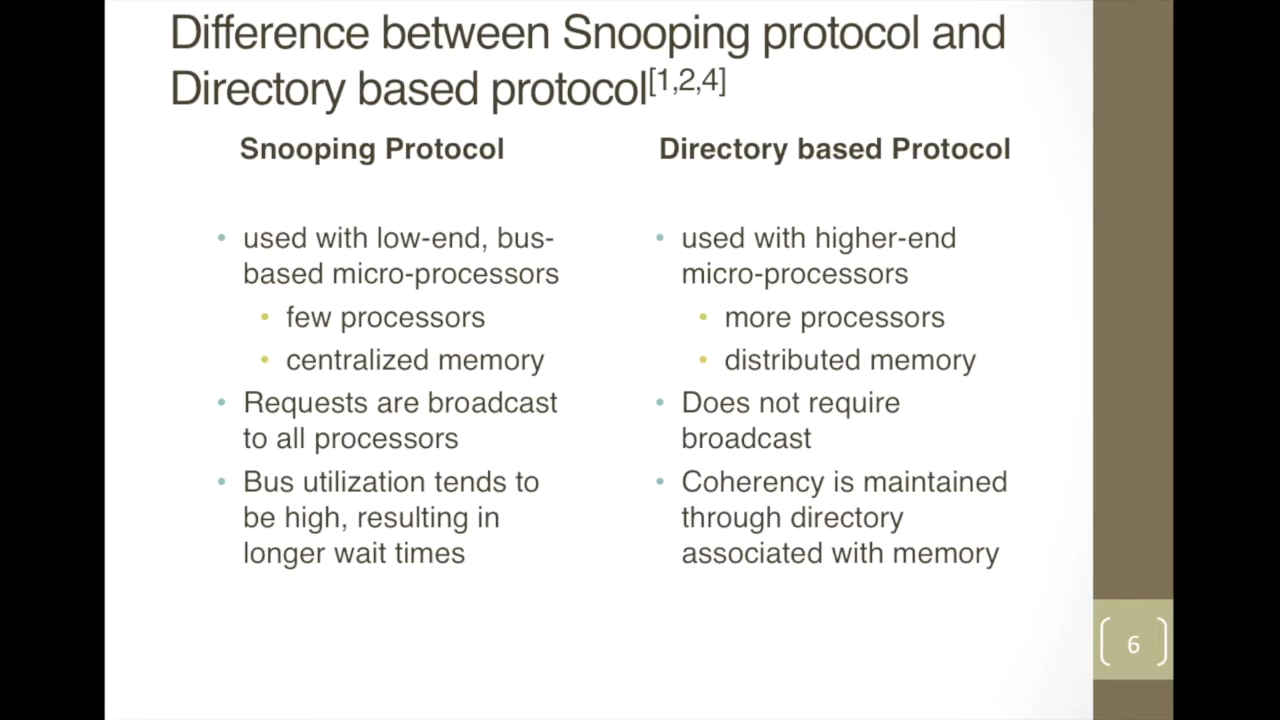 Difference between Snooping protocol and
Directory based protocol[1,2,4]
Snooping Protocol
• used with low-end, bus-
based micro-processors
• few processors
• centralized memory
• Requests are broadcast
to all processors
• Bus utilization tends to
be high, resulting in
longer wait times
Directory based Protocol
• used with higher-end
micro-processors
• more processors
• distributed memory
• Does not require
broadcast
• Coherency is maintained
through directory
associated with memory
6